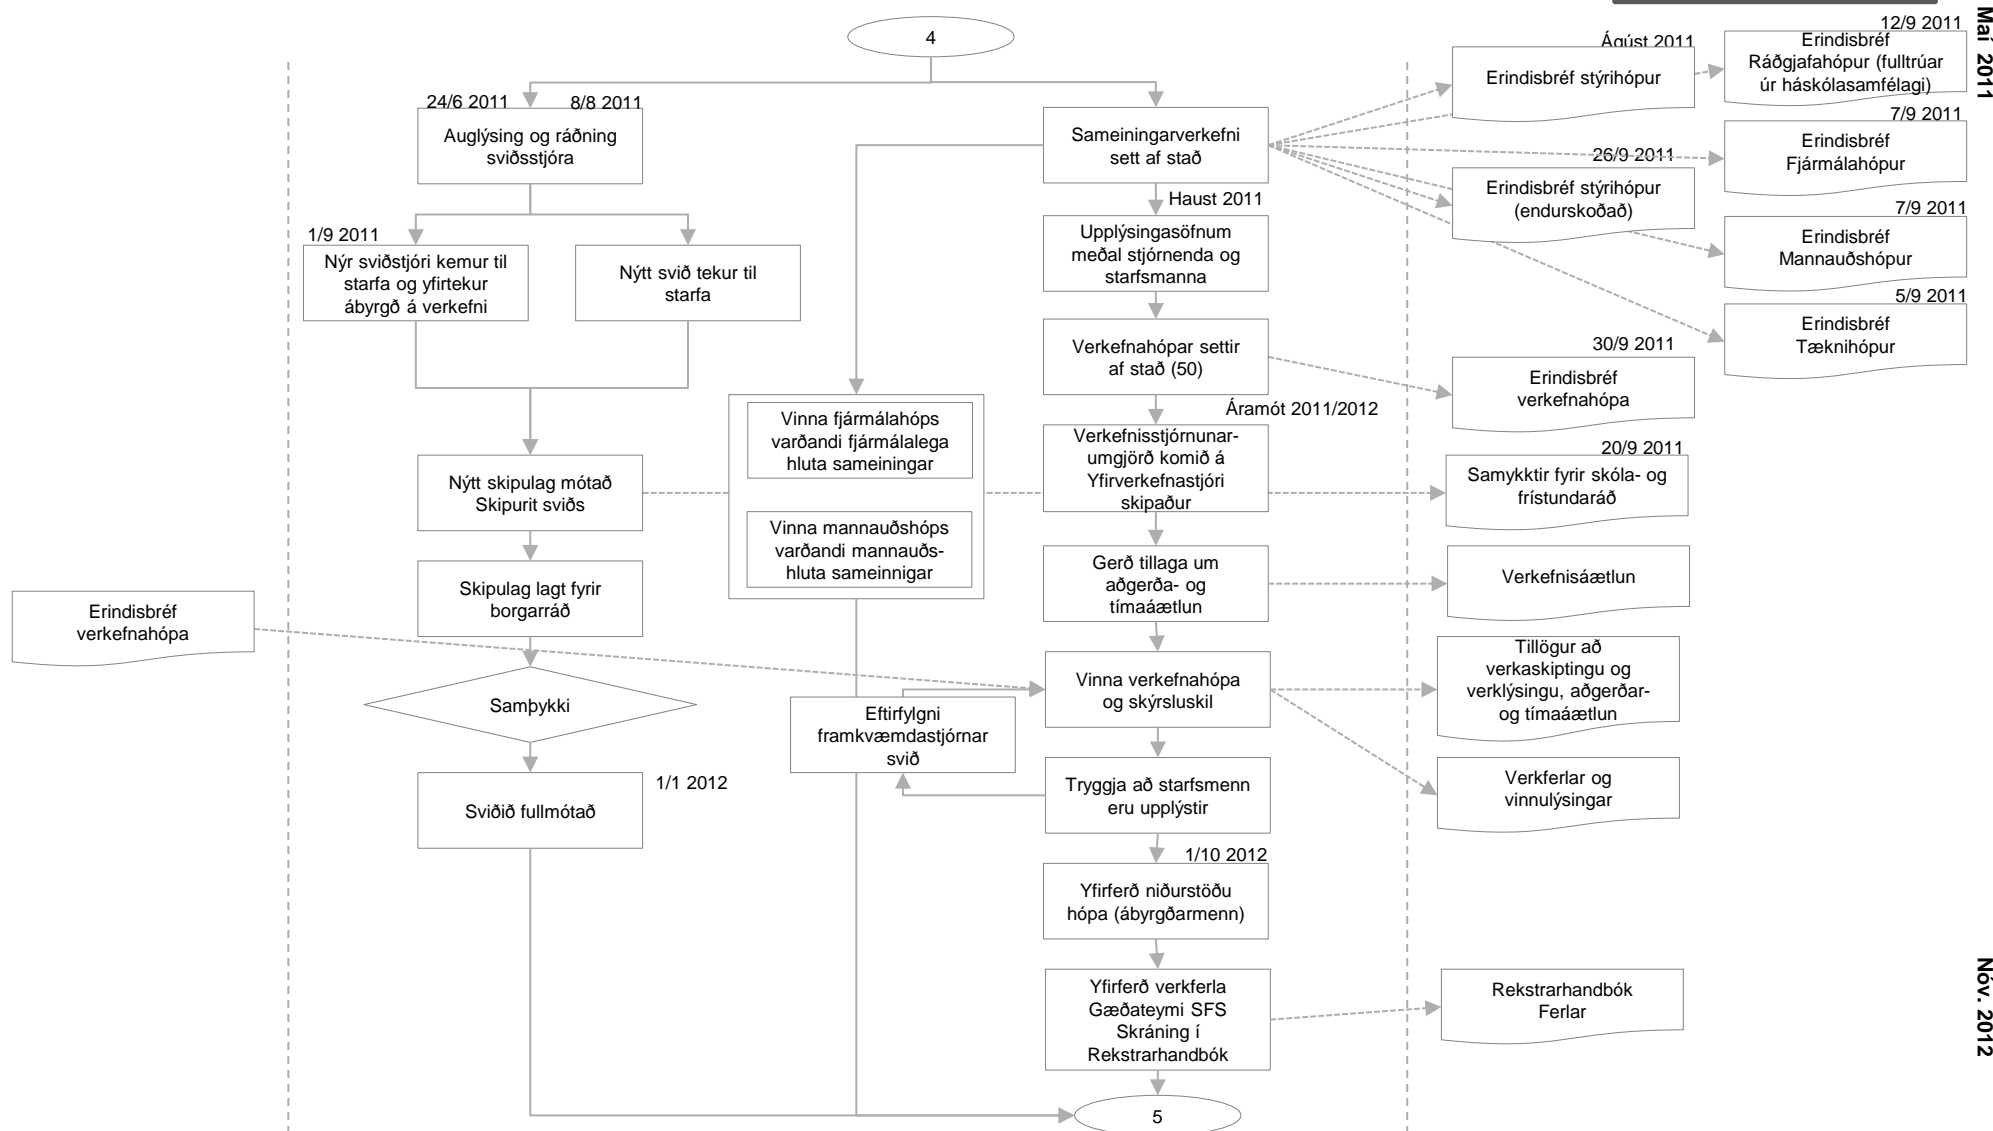 4
24/6 2011
8/8 2011
Auglýsing og ráðning
sviðsstjóra
1/9 2011
Nýr sviðstjóri kemur til
starfa og yfirtekur
ábyrgð á verkefni
Nýtt svið tekur til
starfa
Nýtt skipulag mótað
Skipurit sviðs
Skipulag lagt fyrir
borgarráð
Samþykki
Sviðið fullmótað
1/1 2012
Erindisbréf
verkefnahópa
Vinna fjármálahóps
varðandi fjármálalega
hluta sameiningar
Vinna mannauðshóps
varðandi mannauðs-
hluta sameinnigar
Eftirfylgni
framkvæmdastjórnar
svið
Sameiningarverkefni
sett af stað
Haust 2011
Upplýsingasöfnum
meðal stjórnenda og
starfsmanna
Verkefnahópar settir
af stað (50)
Áramót 2011/2012
Verkefnisstjórnunar-
umgjörð komið á
Yfirverkefnastjóri
skipaður
Gerð tillaga um
aðgerða- og
tímaáætlun
Vinna verkefnahópa
og skýrsluskil
Tryggja að starfsmenn
eru upplýstir
1/10 2012
Yfirferð niðurstöðu
hópa (ábyrgðarmenn)
Yfirferð verkferla
Gæðateymi SFS
Skráning í
Rekstrarhandbók
5
Ágúst 2011
Erindisbréf stýrihópur
26/9 2011
Erindisbréf stýrihópur
(endurskoðað)
30/9 2011
Erindisbréf
verkefnahópa
20/9 2011
Samykktir fyrir skóla- og
frístundaráð
Verkefnisáætlun
Tillögur að
verkaskiptingu og
verklýsingu, aðgerðar-
og tímaáætlun
Verkferlar og
vinnulýsingar
Rekstrarhandbók
Ferlar
12/9 2011
Erindisbréf
Ráðgjafahópur (fulltrúar
úr háskólasamfélagi)
7/9 2011
Erindisbréf
Fjármálahópur
7/9 2011
Erindisbréf
Mannauðshópur
5/9 2011
Erindisbréf
Tæknihópur
Maí 2011
Nóv. 2012